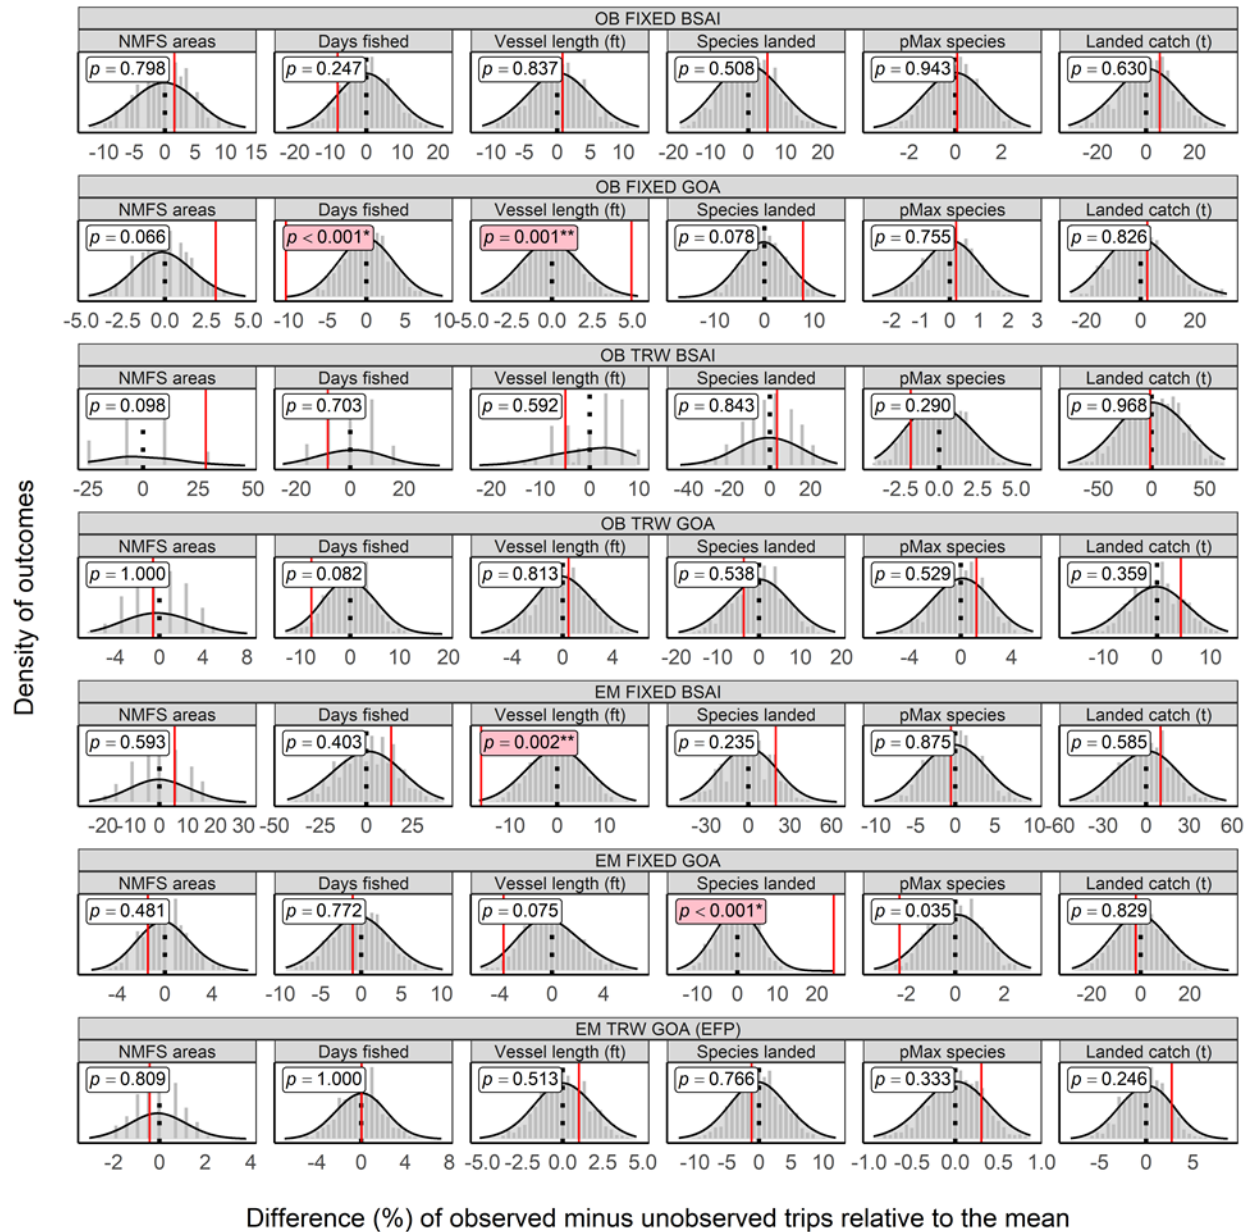 OB FIXED BSAI
NMFS areas Days fished Vessel length (ft) Species landed pMax species Landed catch (t)
p = 0.798 p = 0.247 p = 0.837 p = 0.508 p = 0.943 p = 0.630
-10 -5 0 5 10 15 -20 -10 0 10 20 -10 -5 0 5 10 -20 -10 0 10 20 -2 0 2 -20 0 20
OB FIXED GOA
NMFS areas Days fished Vessel length (ft) Species landed pMax species Landed catch (t)
p = 0.066 p < 0.001* p = 0.001** p = 0.078 p = 0.755 p = 0.826
-5.0 -2.5 0.0 2.5 5.0 -10 -5 0 5 10 -5.0 -2.5 0.0 2.5 5.0 -10 0 10 -2 -1 0 1 2 3 -20 0 20
OB TRW BSAI
NMFS areas Days fished Vessel length (ft) Species landed pMax species Landed catch (t)
p = 0.098 p = 0.703 p = 0.592 p = 0.843 p = 0.290 p = 0.968
-25 0 25 50 -20 0 20 -20 -10 0 10 -40 -20 0 20 -2.5 0.0 2.5 5.0 -50 0 50
OB TRW GOA
NMFS areas Days fished Vessel length (ft) Species landed pMax species Landed catch (t)
p = 1.000 p = 0.082 p = 0.813 p = 0.538 p = 0.529 p = 0.359
-4 0 4 8 -10 0 10 20 -4 0 4 -20 -10 0 10 20 -4 0 4 -10 0 10
EM FIXED BSAI
NMFS areas Days fished Vessel length (ft) Species landed pMax species Landed catch (t)
p = 0.593 p = 0.403 p = 0.002** p = 0.235 p = 0.875 p = 0.585
-20 -10 0 10 20 30 -50 -25 0 25 -10 0 10 -30 0 30 60 -10 -5 0 5 10 -60 -30 0 30 60
EM FIXED GOA
NMFS areas Days fished Vessel length (ft) Species landed pMax species Landed catch (t)
p = 0.481 p = 0.772 p = 0.075 p < 0.001* p = 0.035 p = 0.829
-4 0 4 -10 -5 0 5 10 -4 0 4 -10 0 10 20 -2 0 2 -20 0 20
EM TRW GOA (EFP)
NMFS areas Days fished Vessel length (ft) Species landed pMax species Landed catch (t)
p = 0.809 p = 1.000 p = 0.513 p = 0.766 p = 0.333 p = 0.246
-2 0 2 4 -4 0 4 8 -5.0 -2.5 0.0 2.5 5.0 -10 -5 0 5 10 -1.0 -0.5 0.0 0.5 1.0 -5 0 5
Density of outcomes
Difference (%) of observed minus unobserved trips relative to the mean